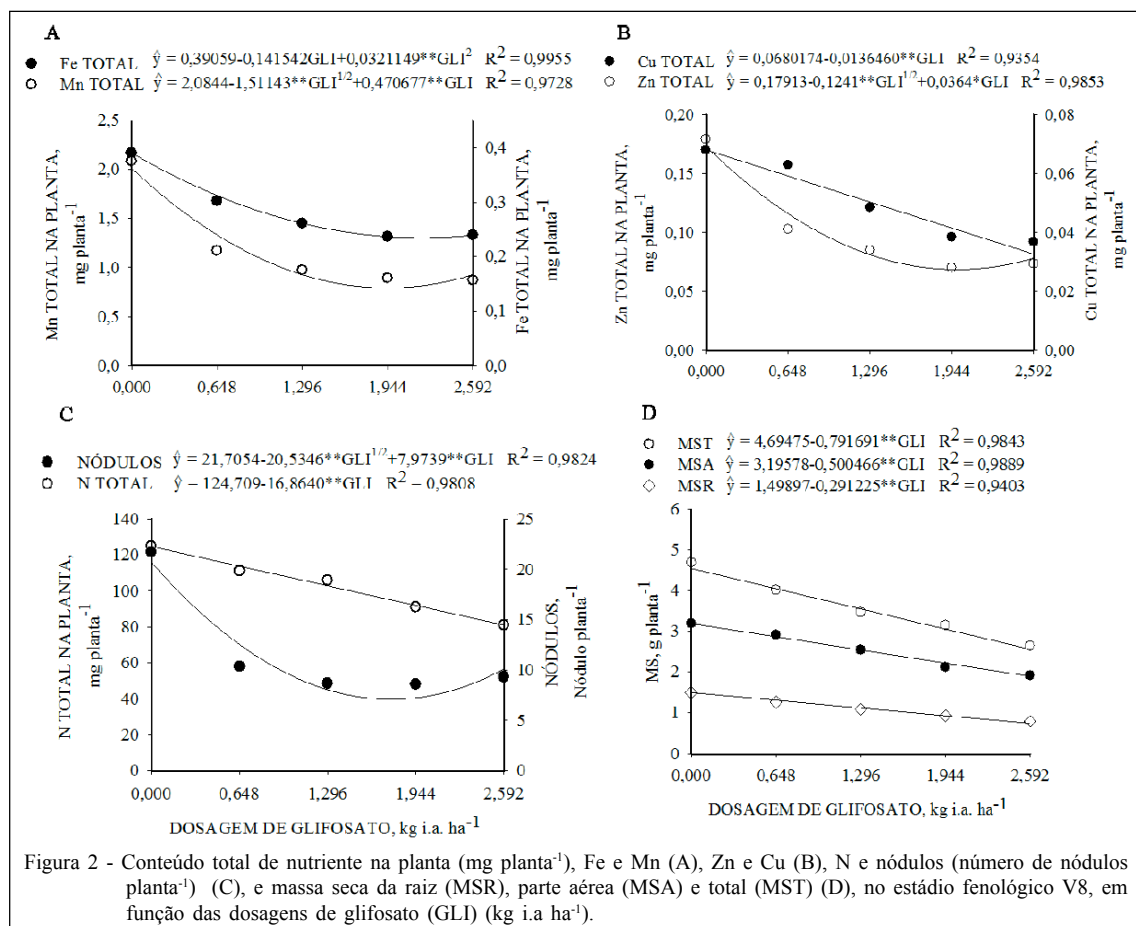 A
● Fe TOTAL ŷ = 0,39059-0,141542GLI+0,0321149**GLI² R² = 0,9955
○ Mn TOTAL ŷ = 2,0844-1,51143**GLI^1/2+0,470677**GLI R² = 0,9728
Mn TOTAL NA PLANTA,
mg planta⁻¹
2,5
2,0
1,5
1,0
0,5
0,0
0,4
0,3
0,2
0,1
0,0
Fe TOTAL NA PLANTA,
mg planta⁻¹
0,000 0,648 1,296 1,944 2,592
B
● Cu TOTAL ŷ = 0,0680174-0,0136460**GLI R² = 0,9354
○ Zn TOTAL ŷ = 0,17913-0,1241**GLI^1/2+0,0364*GLI R² = 0,9853
Zn TOTAL NA PLANTA,
mg planta⁻¹
0,20
0,15
0,10
0,05
0,00
0,08
0,06
0,04
0,02
0,00
Cu TOTAL NA PLANTA,
mg planta⁻¹
0,000 0,648 1,296 1,944 2,592
C
● NÓDULOS ŷ = 21,7054-20,5346**GLI^1/2+7,9739**GLI R² = 0,9824
○ N TOTAL ŷ = 124,709-16,8640**GLI R² = 0,9808
N TOTAL NA PLANTA,
mg planta⁻¹
140
120
100
80
60
40
20
0
25
20
15
10
5
0
NÓDULOS,
Nódulo planta⁻¹
0,000 0,648 1,296 1,944 2,592
DOSAGEM DE GLIFOSATO, kg i.a. ha⁻¹
D
○ MST ŷ = 4,69475-0,791691**GLI R² = 0,9843
● MSA ŷ = 3,19578-0,500466**GLI R² = 0,9889
◇ MSR ŷ = 1,49897-0,291225**GLI R² = 0,9403
MS, g planta⁻¹
6
5
4
3
2
1
0
0,000 0,648 1,296 1,944 2,592
DOSAGEM DE GLIFOSATO, kg i.a. ha⁻¹
Figura 2 - Conteúdo total de nutriente na planta (mg planta⁻¹), Fe e Mn (A), Zn e Cu (B), N e nódulos (número de nódulos
planta⁻¹) (C), e massa seca da raiz (MSR), parte aérea (MSA) e total (MST) (D), no estádio fenológico V8, em
função das dosagens de glifosato (GLI) (kg i.a ha⁻¹).